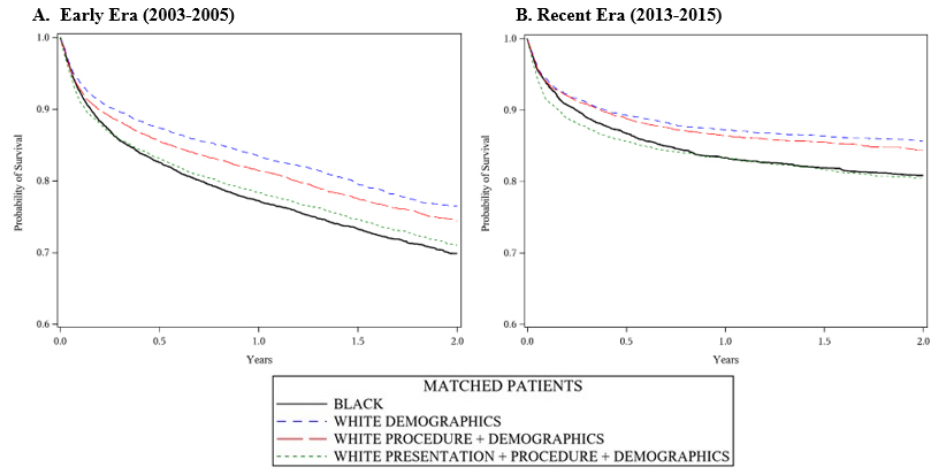 A. Early Era (2003-2005)
1.0
0.9
0.8
0.7
0.6
Probability of Survival
0.0
0.5
1.0
1.5
2.0
Years
B. Recent Era (2013-2015)
1.0
0.9
0.8
0.7
0.6
Probability of Survival
0.0
0.5
1.0
1.5
2.0
Years
MATCHED PATIENTS
BLACK
WHITE DEMOGRAPHICS
WHITE PROCEDURE + DEMOGRAPHICS
WHITE PRESENTATION + PROCEDURE + DEMOGRAPHICS